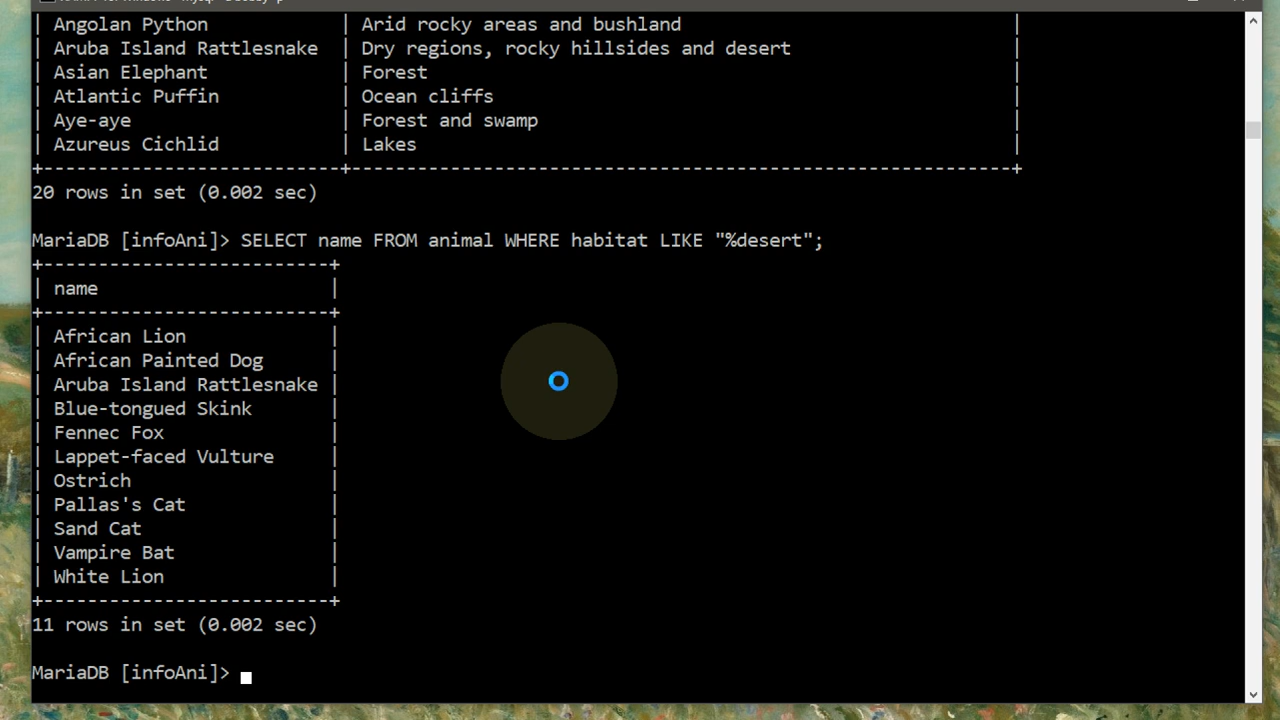 | Angolan Python            | Arid rocky areas and bushland                              |
| Aruba Island Rattlesnake  | Dry regions, rocky hillsides and desert                    |
| Asian Elephant            | Forest                                                     |
| Atlantic Puffin           | Ocean cliffs                                               |
| Aye-aye                   | Forest and swamp                                           |
| Azureus Cichlid           | Lakes                                                      |
+---------------------------+------------------------------------------------------------+
20 rows in set (0.002 sec)
MariaDB [infoAni]> SELECT name FROM animal WHERE habitat LIKE "%desert";
+--------------------------+
| name                     |
+--------------------------+
| African Lion             |
| African Painted Dog      |
| Aruba Island Rattlesnake |
| Blue-tongued Skink       |
| Fennec Fox               |
| Lappet-faced Vulture     |
| Ostrich                  |
| Pallas's Cat             |
| Sand Cat                 |
| Vampire Bat              |
| White Lion               |
+--------------------------+
11 rows in set (0.002 sec)
MariaDB [infoAni]>